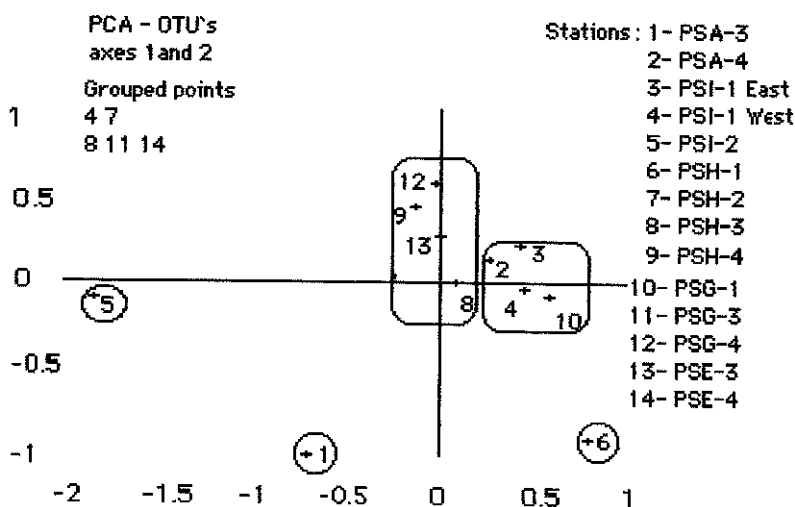 PCA - OTU's
axes 1and 2
Grouped points
4 7
8 11 14
Stations: 1- PSA-3
2- PSA-4
3- PSI-1 East
4- PSI-1 West
5- PSI-2
6- PSH-1
7- PSH-2
8- PSH-3
9- PSH-4
10- PSG-1
11- PSG-3
12- PSG-4
13- PSE-3
14- PSE-4
1
0.5
0
-0.5
-1
12
9
13
3
2
8
4
10
5
1
6
-2 -1.5 -1 -0.5 0 0.5 1